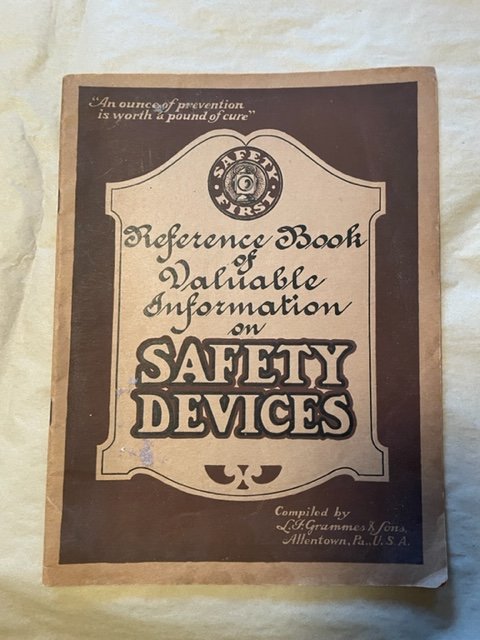 "An ounce of prevention
is worth a pound of cure"
SAFETY
FIRST
Reference Book
of
Valuable
Information
on
SAFETY
DEVICES
Compiled by
L.F. Grammes & Sons,
Allentown, Pa., U.S.A.